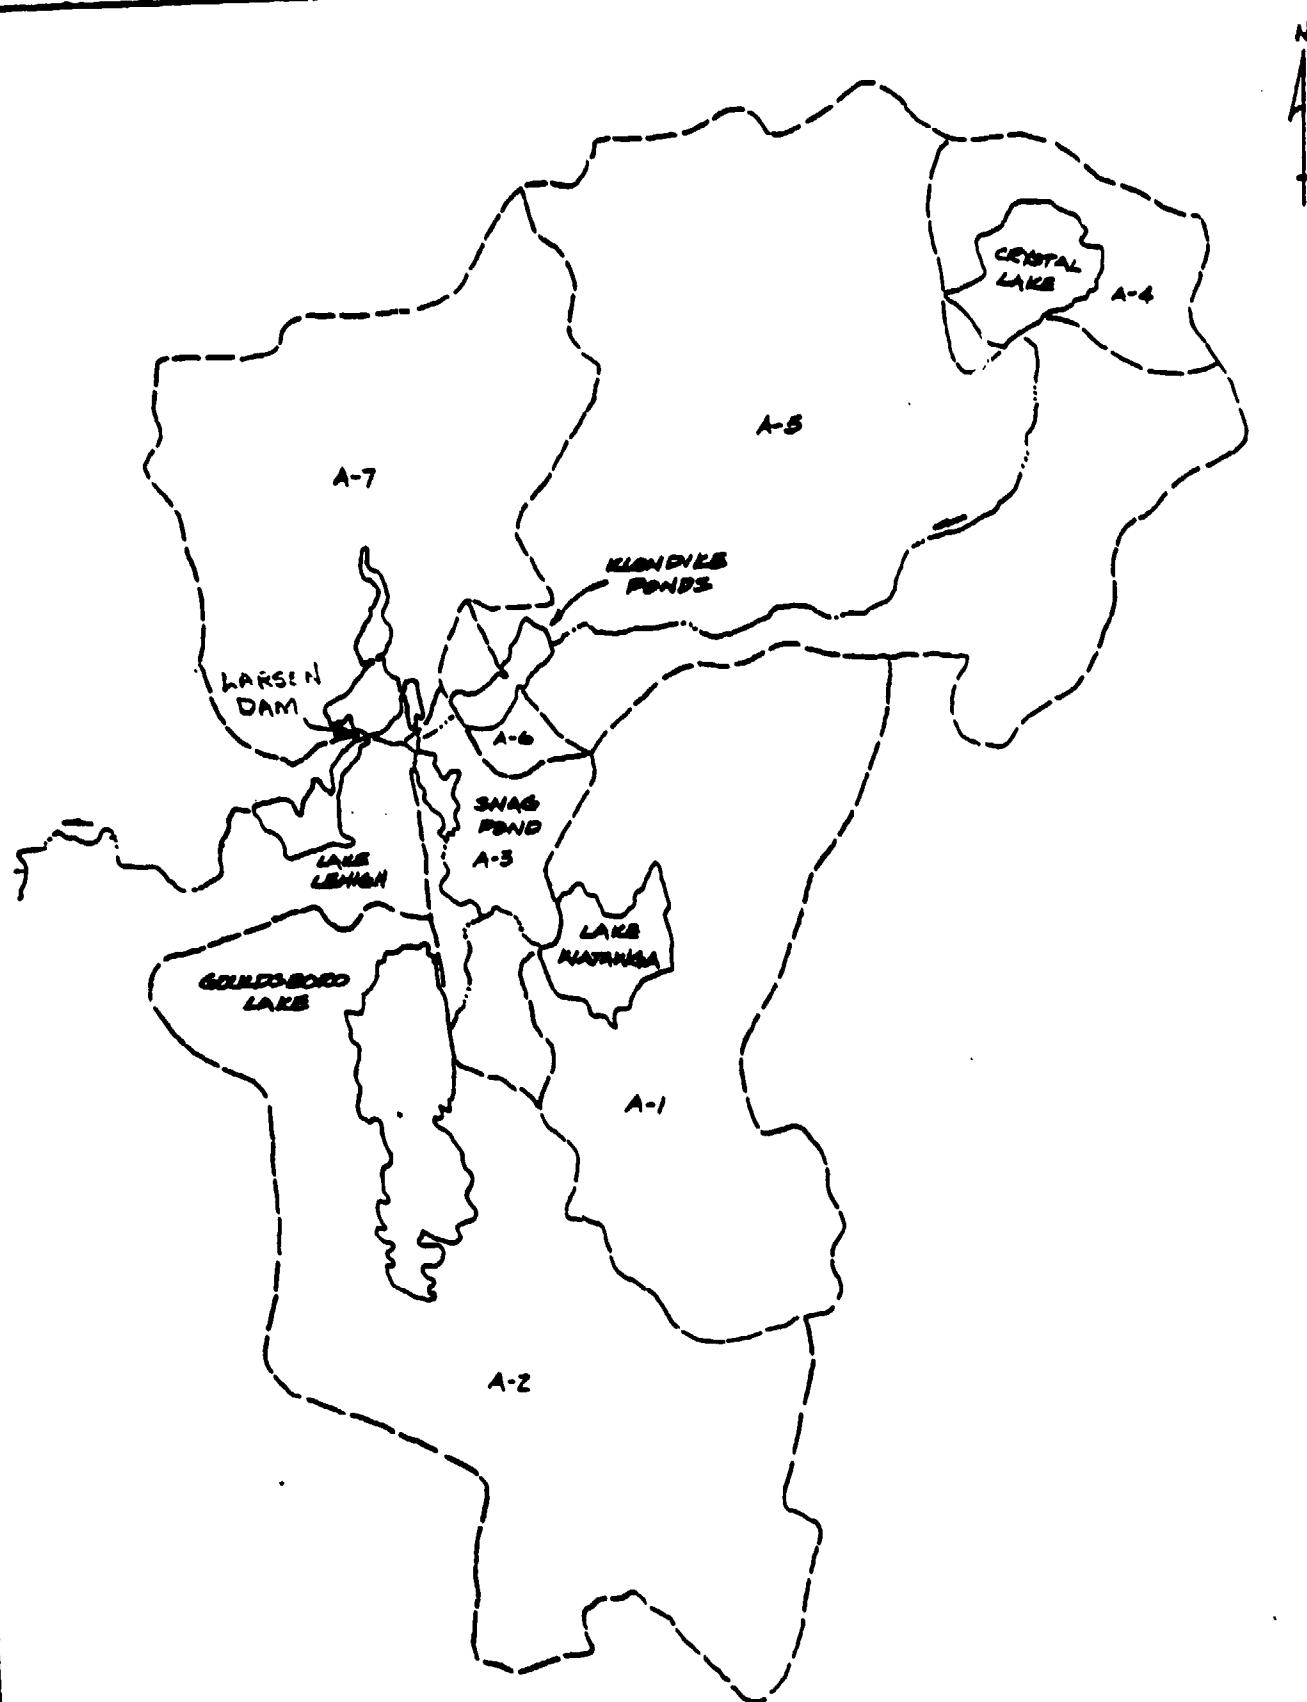 N
CRYSTAL
LAKE
A-4
A-5
A-7
KLONDIKE
PONDS
LARSEN
DAM
A-6
SNAG
POND
A-3
LAKE
LEHIGH
LAKE
WATAWGA
GOULDSBORO
LAKE
A-1
A-2